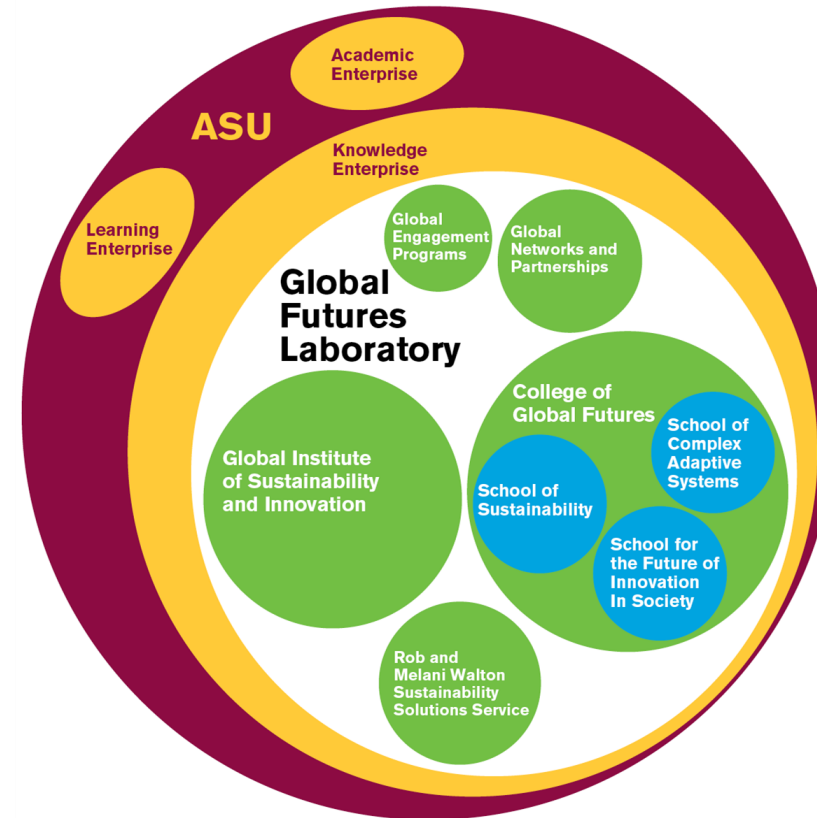 Academic
Enterprise
ASU
Knowledge
Enterprise
Learning
Enterprise
Global
Engagement
Programs
Global
Networks and
Partnerships
Global
Futures
Laboratory
College of
Global Futures
School of
Complex
Adaptive
Systems
Global Institute
of Sustainability
and Innovation
School of
Sustainability
School for
the Future of
Innovation
In Society
Rob and
Melani Walton
Sustainability
Solutions Service